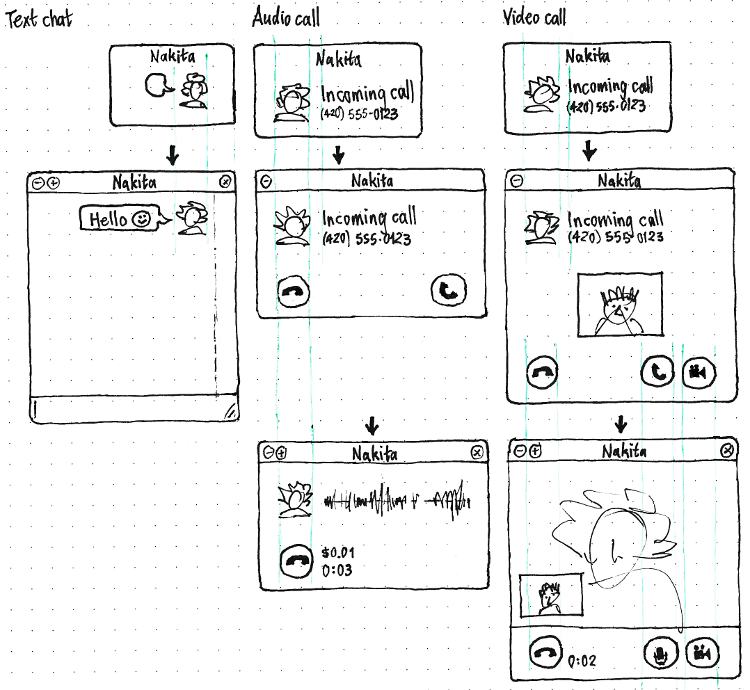 Text chat
Audio call
Video call
Nakita
Nakita
Incoming call
(420) 555-0123
Nakita
Incoming call
(420) 555-0123
Nakita
Hello
Nakita
Incoming call
(420) 555-0123
Nakita
Incoming call
(420) 555-0123
Nakita
$0.01
0:03
Nakita
0:02